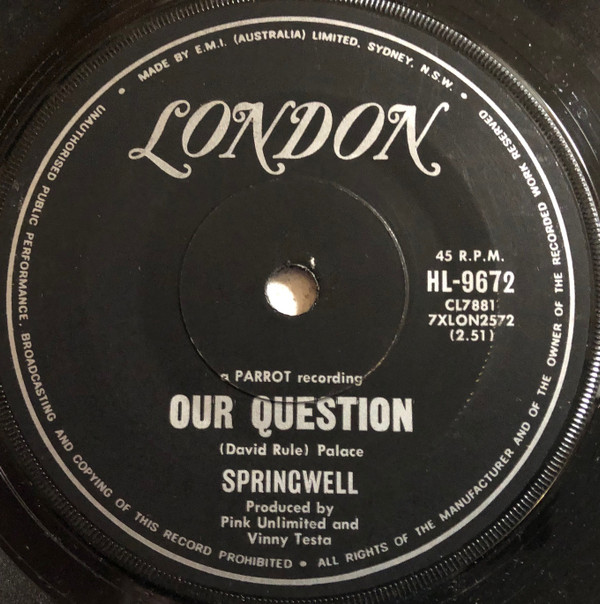 MADE BY E.M.I. (AUSTRALIA) LIMITED. SYDNEY. N.S.W.
LONDON
45 R.P.M.
HL-9672
CL7881
7XLON2572
(2.51)
a PARROT recording
OUR QUESTION
(David Rule) Palace
SPRINGWELL
Produced by
Pink Unlimited and
Vinny Testa
UNAUTHORISED PUBLIC PERFORMANCE, BROADCASTING AND COPYING OF THIS RECORD PROHIBITED • ALL RIGHTS OF THE MANUFACTURER AND OF THE OWNER OF THE RECORDED WORK RESERVED